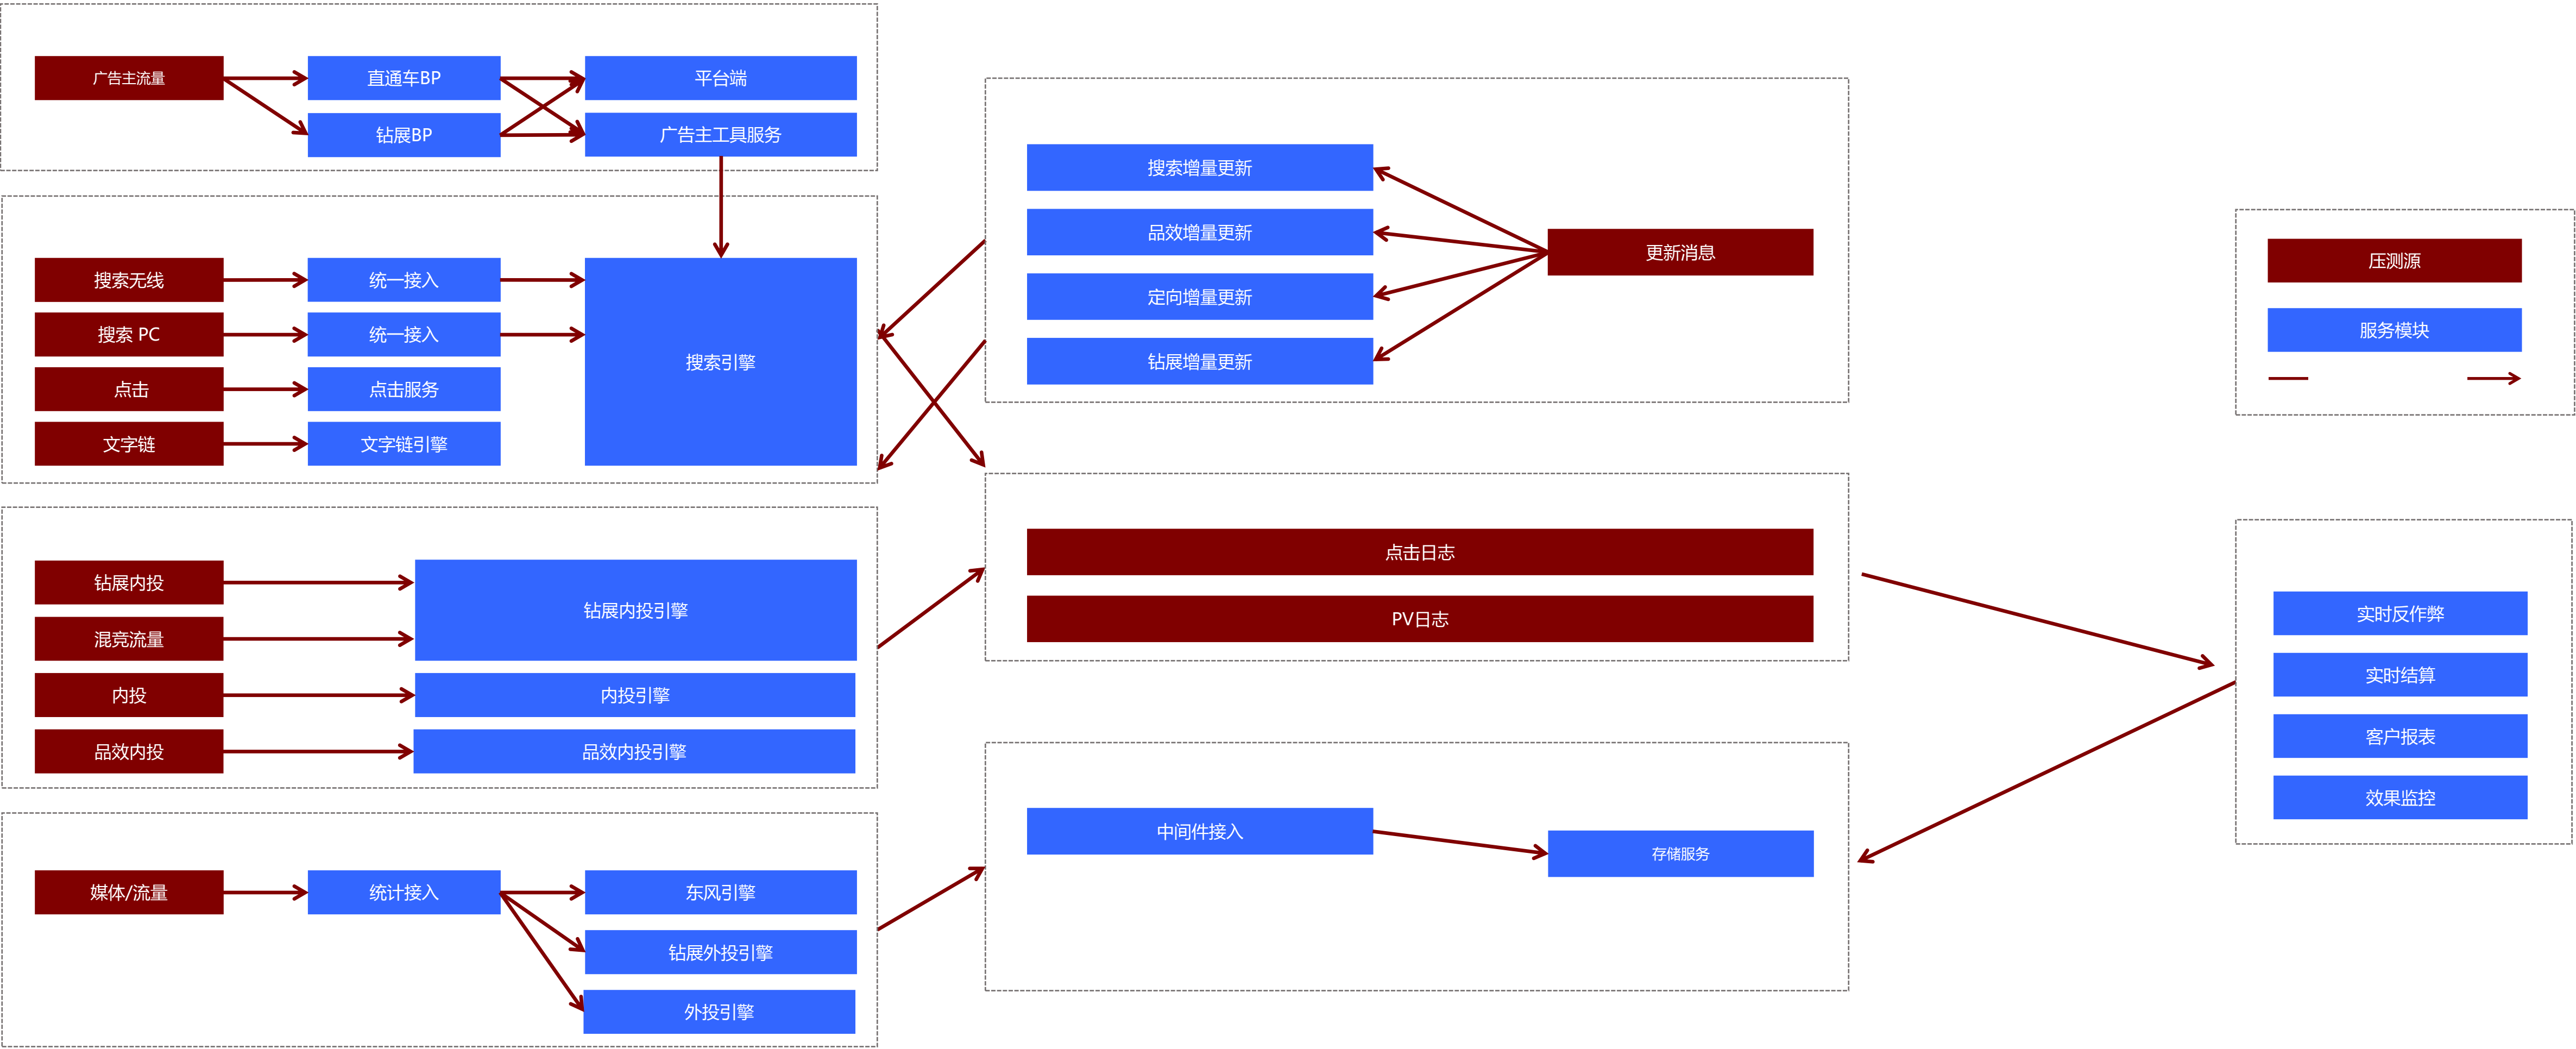 广告主流量
直通车BP
平台端
钻展BP
广告主工具服务
搜索无线
统一接入
搜索引擎
搜索 PC
统一接入
点击
点击服务
文字链
文字链引擎
钻展内投
钻展内投引擎
混竞流量
内投
内投引擎
品效内投
品效内投引擎
媒体/流量
统计接入
东风引擎
钻展外投引擎
外投引擎
搜索增量更新
品效增量更新
定向增量更新
钻展增量更新
更新消息
点击日志
PV日志
中间件接入
存储服务
压测源
服务模块
实时反作弊
实时结算
客户报表
效果监控